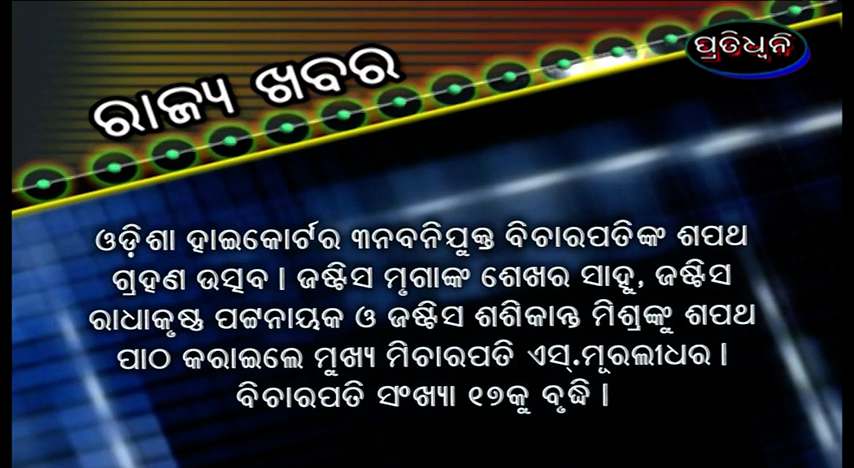 ପ୍ରତିଧ୍ୱନି
ରାଜ୍ୟ ଖବର
ଓଡ଼ିଶା ହାଇକୋର୍ଟର ୩ନବନିଯୁକ୍ତ ବିଚାରପତିଙ୍କ ଶପଥ
ଗ୍ରହଣ ଉତ୍ସବ । ଜଷ୍ଟିସ ମୃଗାଙ୍କ ଶେଖର ସାହୁ, ଜଷ୍ଟିସ
ରାଧାକୃଷ୍ଣ ପଟ୍ଟନାୟକ ଓ ଜଷ୍ଟିସ ଶଶିକାନ୍ତ ମିଶ୍ରଙ୍କୁ ଶପଥ
ପାଠ କରାଇଲେ ମୁଖ୍ୟ ମିଚାରପତି ଏସ୍.ମୂରଲୀଧର ।
ବିଚାରପତି ସଂଖ୍ୟା ୧୭କୁ ବୃଦ୍ଧି ।